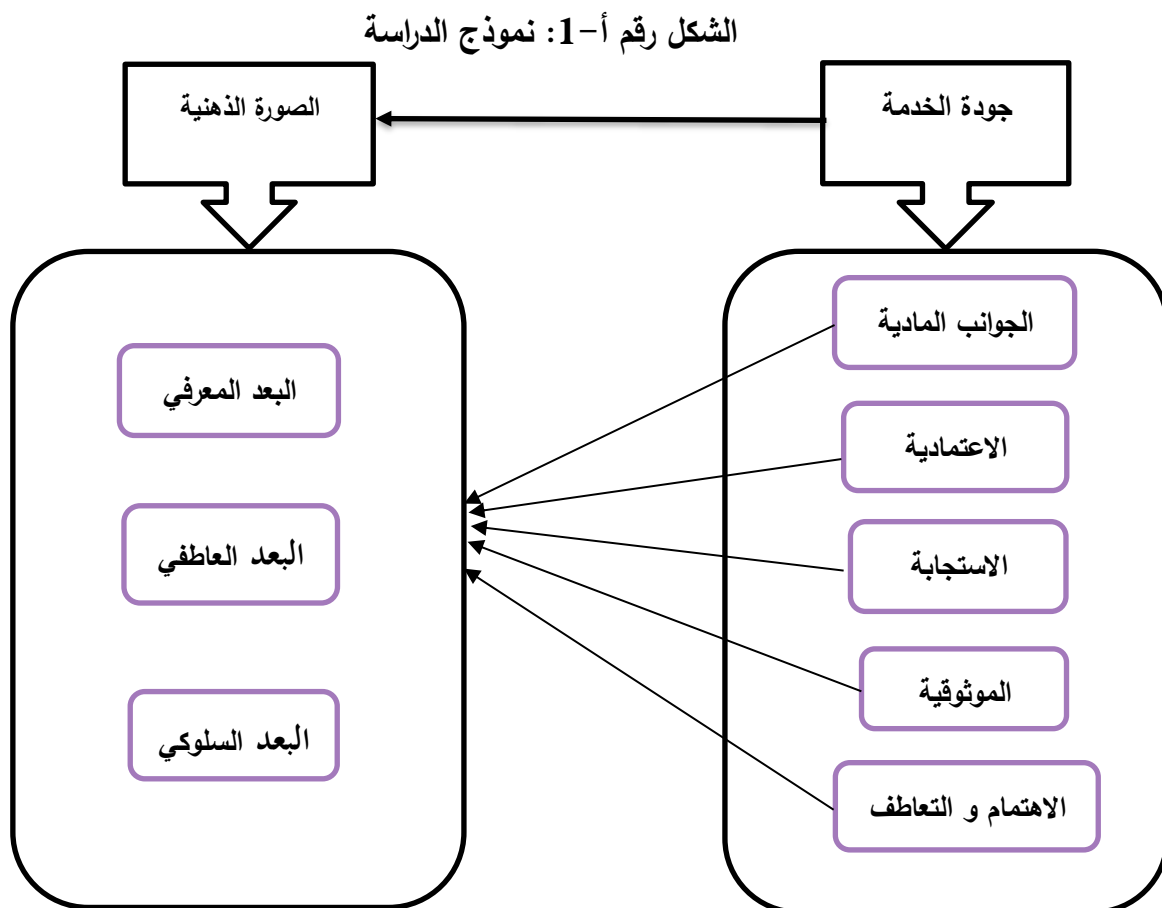 الشكل رقم أ-1: نموذج الدراسة
جودة الخدمة
الصورة الذهنية
الجوانب المادية
الاعتمادية
الاستجابة
الموثوقية
الاهتمام و التعاطف
البعد المعرفي
البعد العاطفي
البعد السلوكي